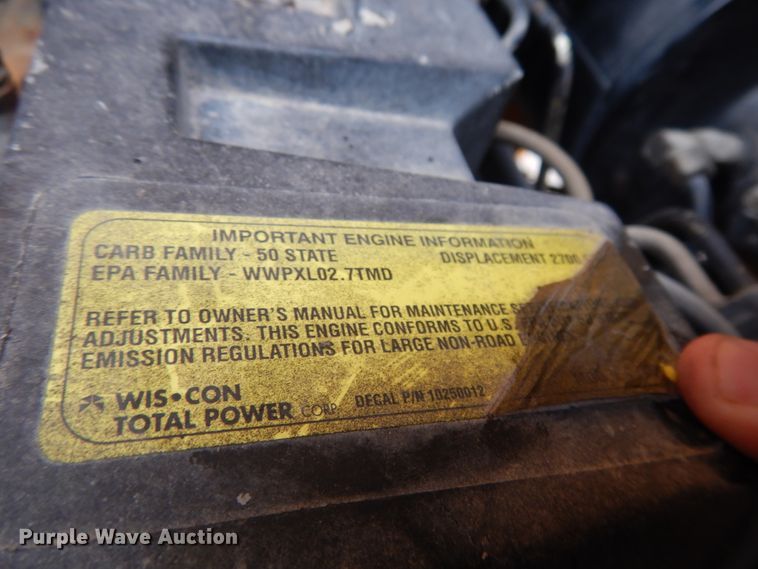 IMPORTANT ENGINE INFORMATION
CARB FAMILY - 50 STATE DISPLACEMENT 2700
EPA FAMILY - WWPXL02.7TMD
REFER TO OWNER'S MANUAL FOR MAINTENANCE
ADJUSTMENTS. THIS ENGINE CONFORMS TO U.S.
EMISSION REGULATIONS FOR LARGE NON-ROAD
WIS•CON
TOTAL POWER CORP. DECAL P/N 10250012
Purple Wave Auction